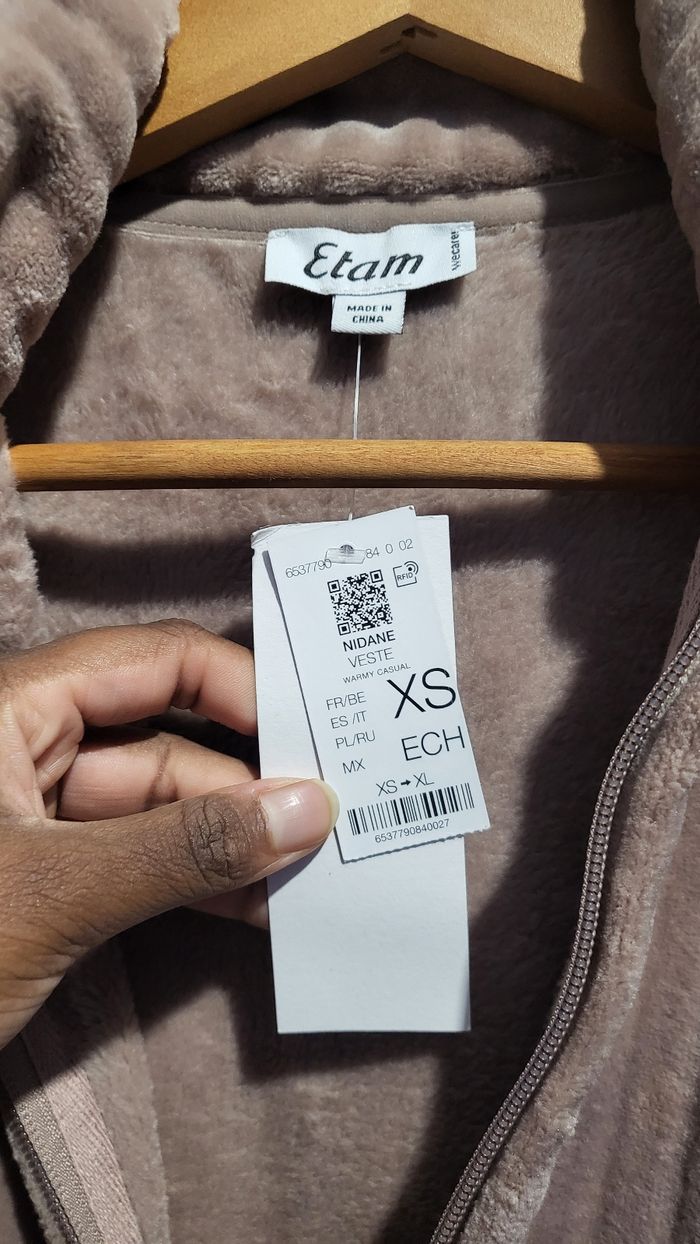 Etam
Wecare!
MADE IN
CHINA
6537790 84 0 02
RFID
NIDANE
VESTE
WARMY CASUAL
FR/BE XS
ES /IT
PL/RU ECH
MX
XS→XL
6537790840027